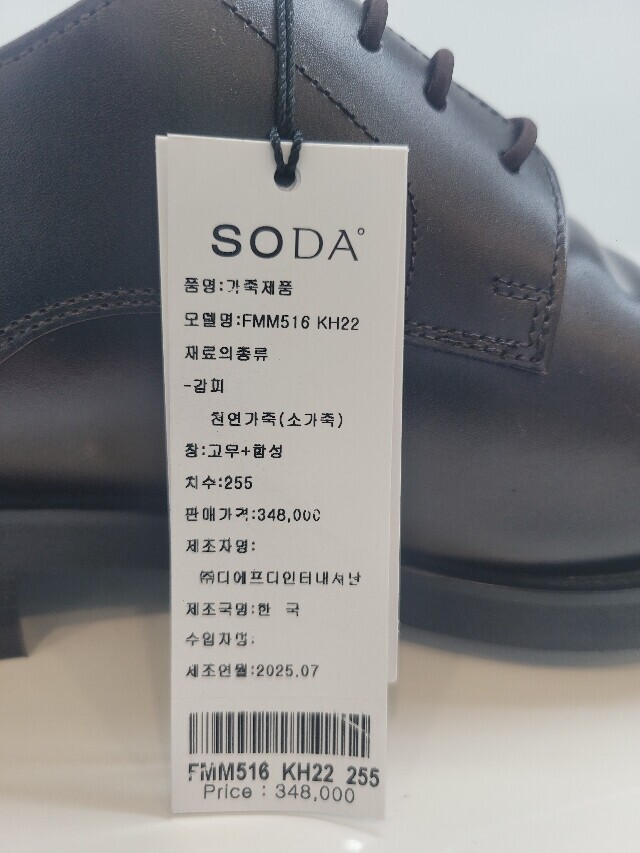 SODA°
품명:가죽제품
모델명:FMM516 KH22
재료의종류
-갑피
천연가죽(소가죽)
창:고무+합성
치수:255
판매가격:348,000
제조자명:
㈜디에프디인터내셔날
제조국명:한 국
수입자명:
제조연월:2025.07
FMM516 KH22 255
Price : 348,000